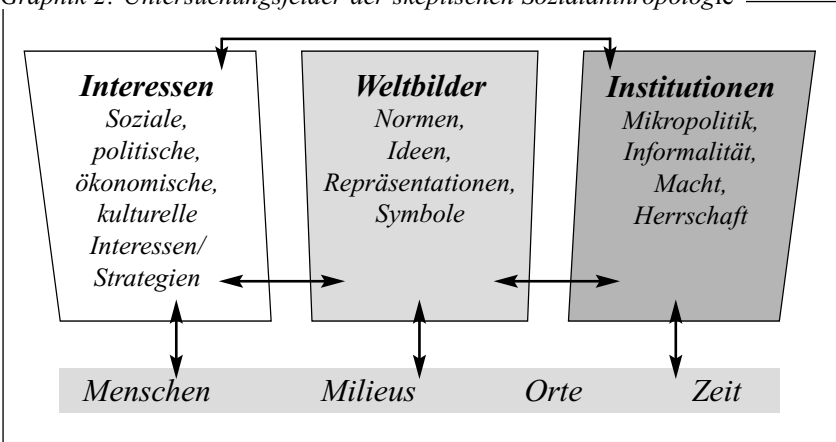 Graphik 2: Untersuchungsfelder der skeptischen Sozialanthropologie
Interessen
Soziale,
politische,
ökonomische,
kulturelle
Interessen/
Strategien
Weltbilder
Normen,
Ideen,
Repräsentationen,
Symbole
Institutionen
Mikropolitik,
Informalität,
Macht,
Herrschaft
Menschen Milieus Orte Zeit